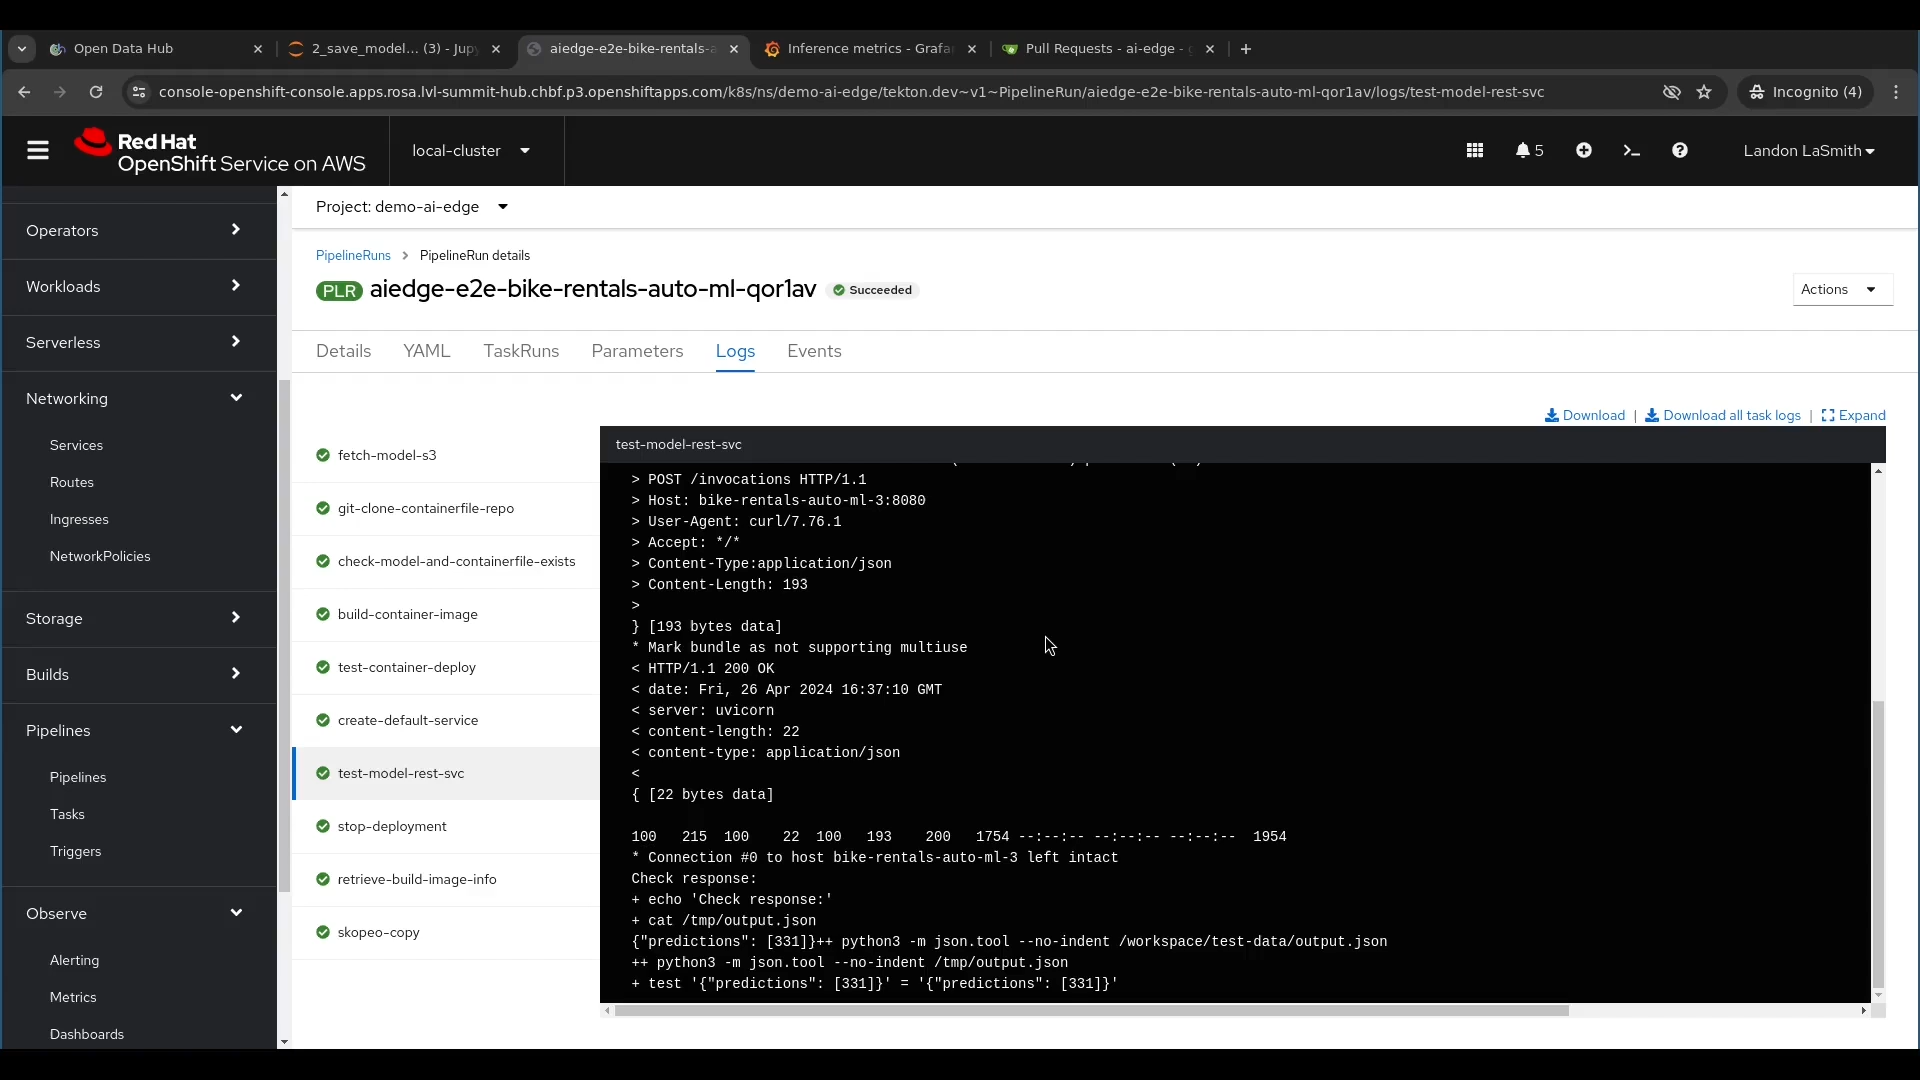 Open Data Hub
2_save_model... (3) - Jup
aiedge-e2e-bike-rentals-a
Inference metrics - Grafa
Pull Requests - ai-edge - g
console-openshift-console.apps.rosa.lvl-summit-hub.chbf.p3.openshiftapps.com/k8s/ns/demo-ai-edge/tekton.dev~v1~PipelineRun/aiedge-e2e-bike-rentals-auto-ml-qor1av/logs/test-model-rest-svc
Incognito (4)
Red Hat
OpenShift Service on AWS
local-cluster
5
Landon LaSmith
Operators
Workloads
Serverless
Networking
Services
Routes
Ingresses
NetworkPolicies
Storage
Builds
Pipelines
Pipelines
Tasks
Triggers
Observe
Alerting
Metrics
Dashboards
Project: demo-ai-edge
PipelineRuns > PipelineRun details
PLR aiedge-e2e-bike-rentals-auto-ml-qor1av Succeeded
Actions
Details YAML TaskRuns Parameters Logs Events
Download | Download all task logs | Expand
fetch-model-s3
git-clone-containerfile-repo
check-model-and-containerfile-exists
build-container-image
test-container-deploy
create-default-service
test-model-rest-svc
stop-deployment
retrieve-build-image-info
skopeo-copy
test-model-rest-svc
> POST /invocations HTTP/1.1
> Host: bike-rentals-auto-ml-3:8080
> User-Agent: curl/7.76.1
> Accept: */*
> Content-Type:application/json
> Content-Length: 193
>
} [193 bytes data]
* Mark bundle as not supporting multiuse
< HTTP/1.1 200 OK
< date: Fri, 26 Apr 2024 16:37:10 GMT
< server: uvicorn
< content-length: 22
< content-type: application/json
<
{ [22 bytes data]
100   215  100    22  100   193    200   1754 --:--:-- --:--:-- --:--:--  1954
* Connection #0 to host bike-rentals-auto-ml-3 left intact
Check response:
+ echo 'Check response:'
+ cat /tmp/output.json
{"predictions": [331]}++ python3 -m json.tool --no-indent /workspace/test-data/output.json
++ python3 -m json.tool --no-indent /tmp/output.json
+ test '{"predictions": [331]}' = '{"predictions": [331]}'